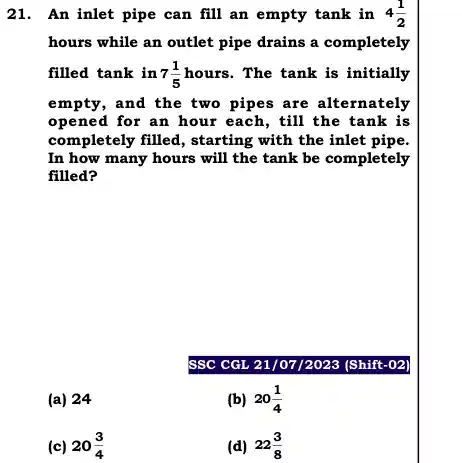 21. An inlet pipe can fill an empty tank in 4 1/2
hours while an outlet pipe drains a completely
filled tank in 7 1/5 hours. The tank is initially
empty, and the two pipes are alternately
opened for an hour each, till the tank is
completely filled, starting with the inlet pipe.
In how many hours will the tank be completely
filled?
SSC CGL 21/07/2023 (Shift-02)
(a) 24 (b) 20 1/4
(c) 20 3/4 (d) 22 3/8